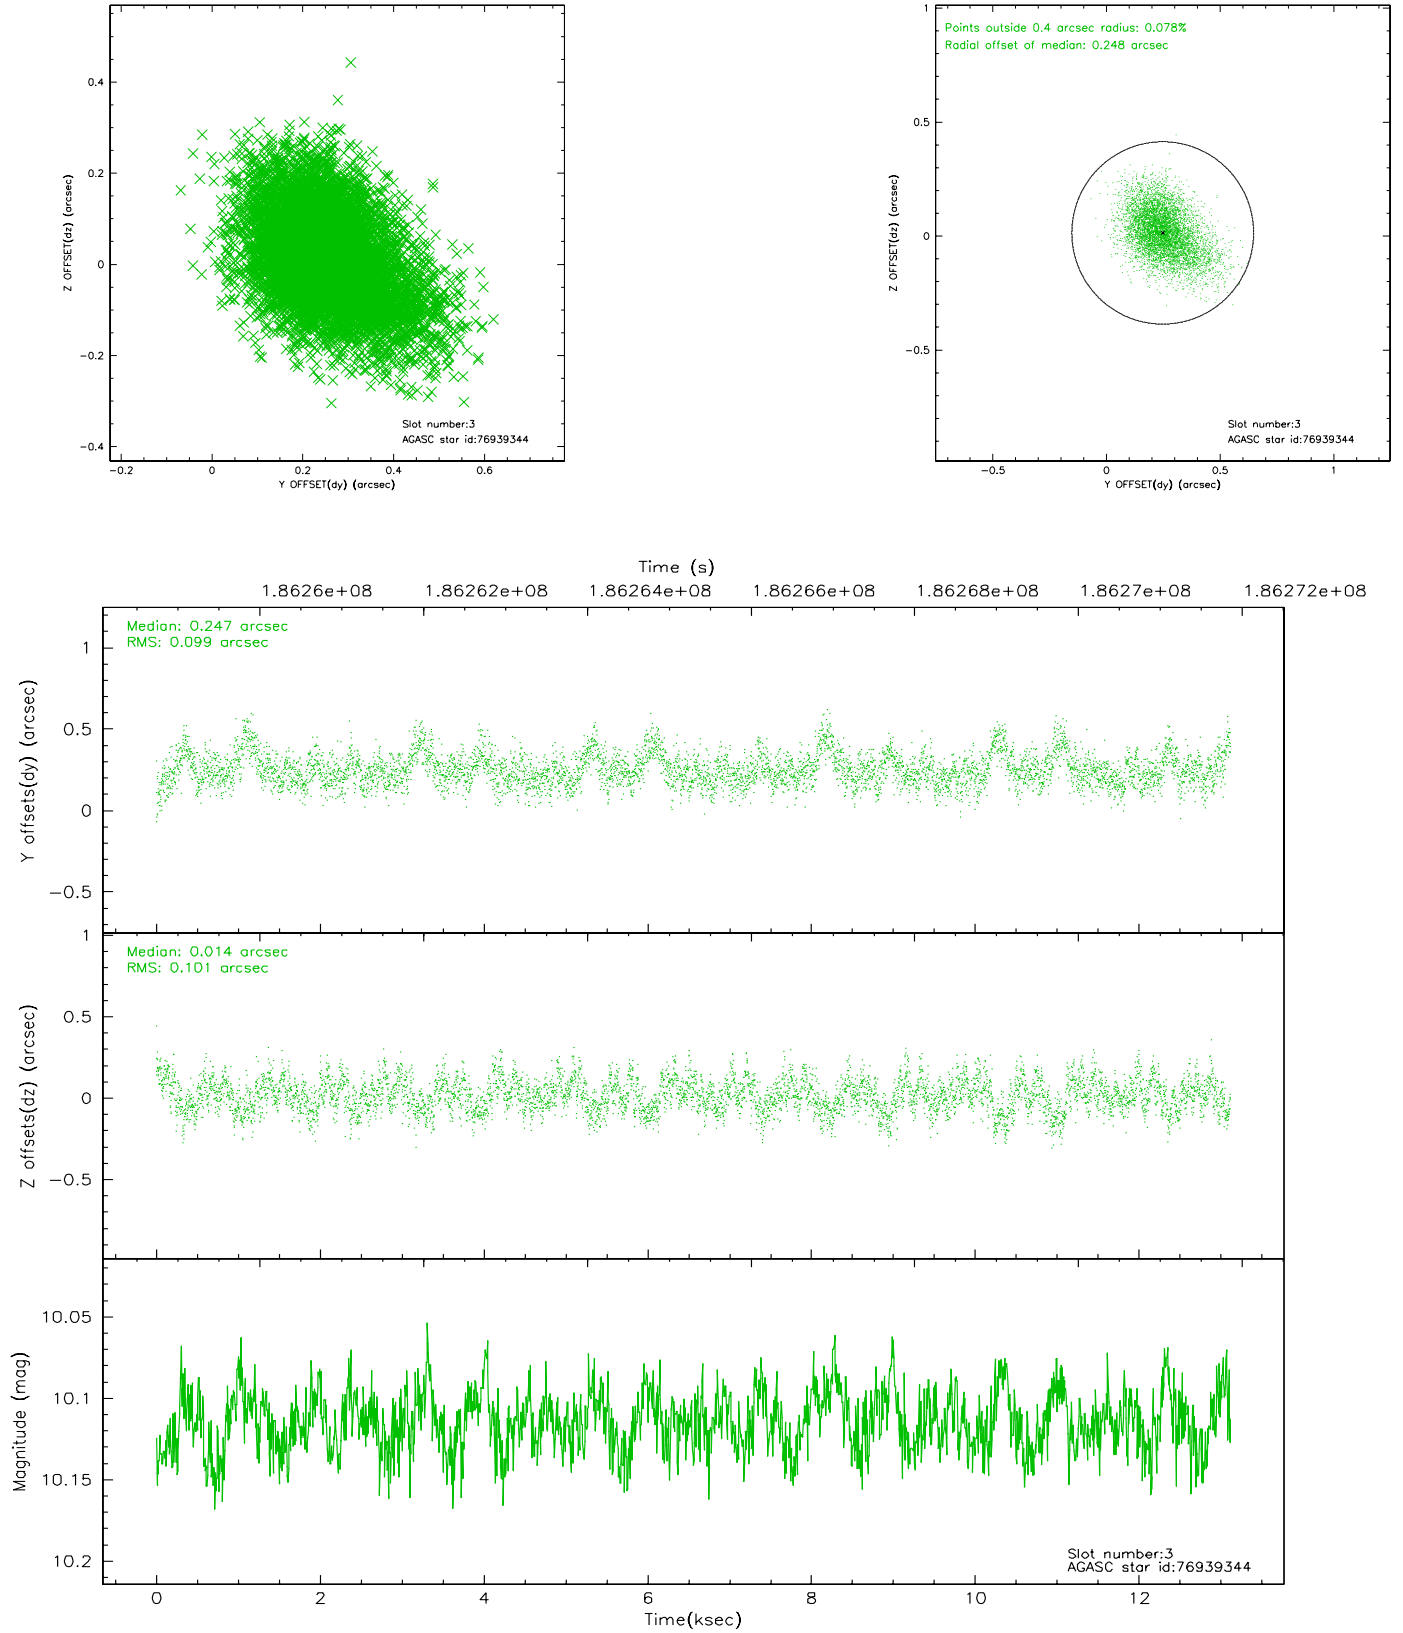 0.4
0.2
0
−0.2
−0.4
Z OFFSET(dz) (arcsec)
−0.2 0 0.2 0.4 0.6
Y OFFSET(dy) (arcsec)
Slot number:3
AGASC star id:76939344
Points outside 0.4 arcsec radius: 0.078%
Radial offset of median: 0.248 arcsec
1
0.5
0
−0.5
Z OFFSET(dz) (arcsec)
−0.5 0 0.5 1
Y OFFSET(dy) (arcsec)
Slot number:3
AGASC star id:76939344
Time (s)
1.8626e+08 1.86262e+08 1.86264e+08 1.86266e+08 1.86268e+08 1.8627e+08 1.86272e+08
Median: 0.247 arcsec
RMS: 0.099 arcsec
1
0.5
0
−0.5
Y offsets(dy) (arcsec)
Median: 0.014 arcsec
RMS: 0.101 arcsec
1
0.5
0
−0.5
Z offsets(dz) (arcsec)
10.05
10.1
10.15
10.2
Magnitude (mag)
Slot number:3
AGASC star id:76939344
0 2 4 6 8 10 12
Time(ksec)